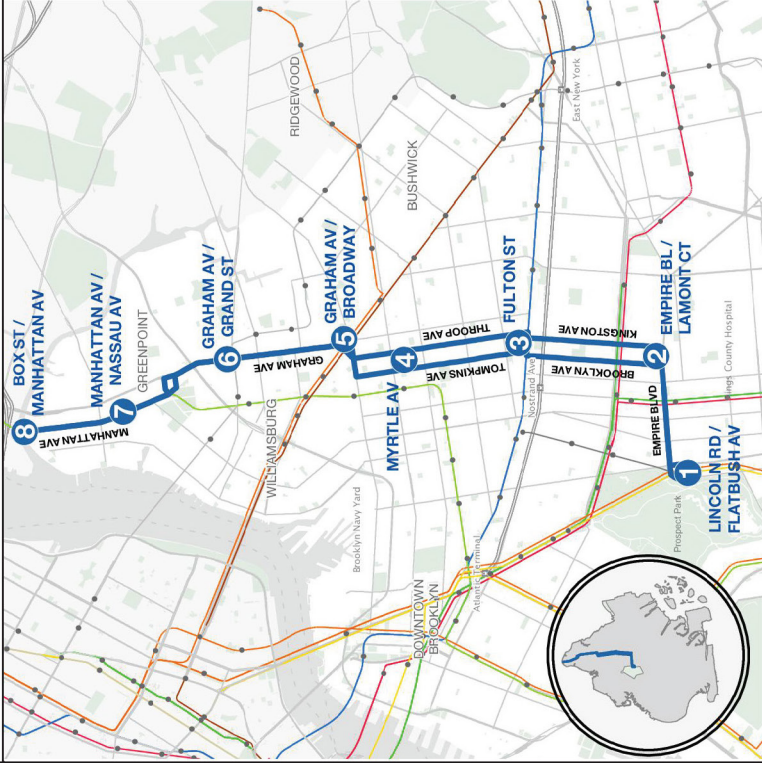 8
BOX ST /
MANHATTAN AV
MANHATTAN AVE
7
MANHATTAN AV /
NASSAU AV
GREENPOINT
6
GRAHAM AV /
GRAND ST
GRAHAM AVE
5
GRAHAM AV /
BROADWAY
RIDGEWOOD
BUSHWICK
WILLIAMSBURG
4
MYRTLE AV
TOMPKINS AVE
THROOP AVE
3
FULTON ST
Nostrand Ave
East New York
KINGSTON AVE
BROOKLYN AVE
2
EMPIRE BL /
LAMONT CT
EMPIRE BLVD
1
LINCOLN RD /
FLATBUSH AV
Prospect Park
Kings County Hospital
Brooklyn Navy Yard
Atlantic Terminal
DOWNTOWN
BROOKLYN